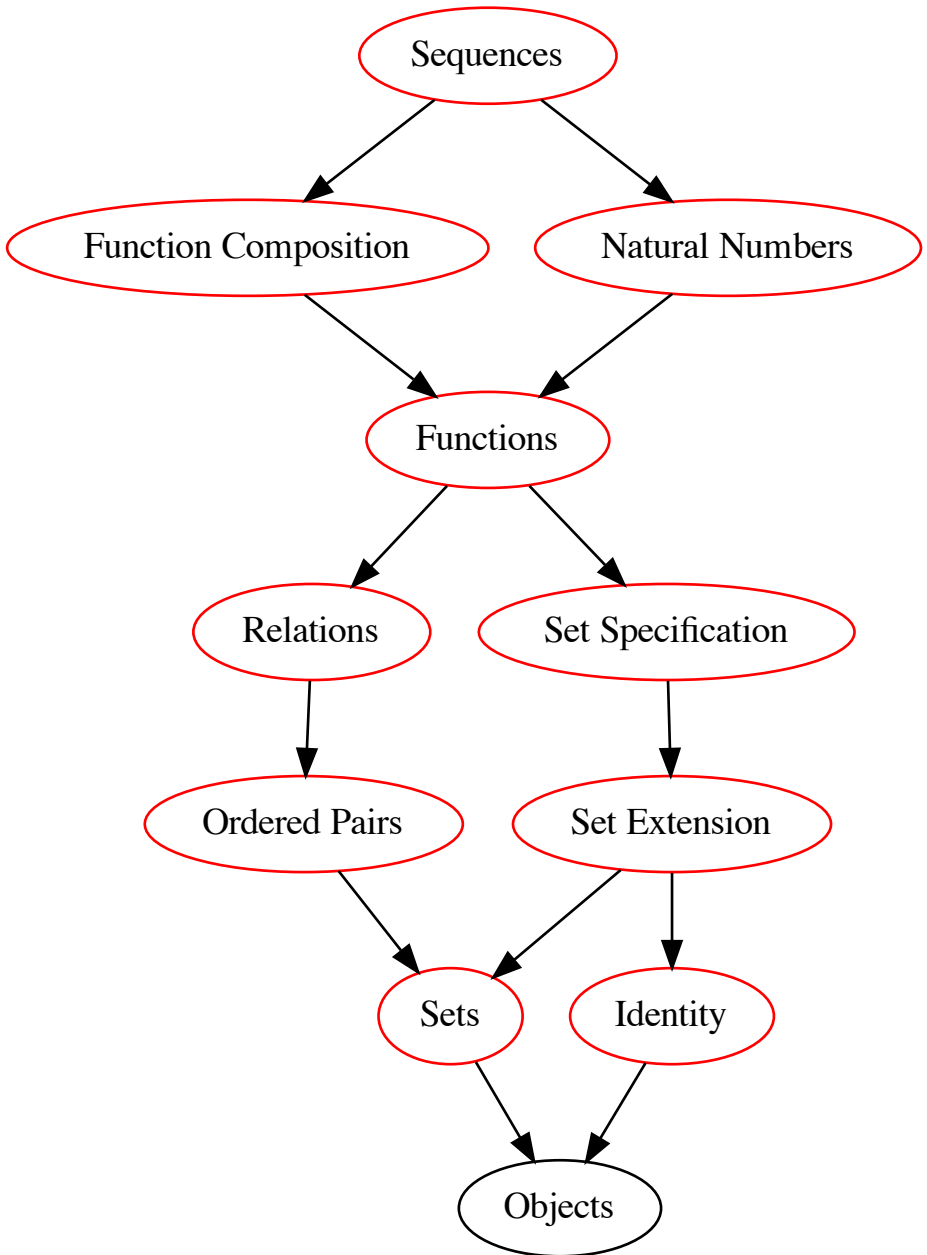 Sequences
Function Composition
Natural Numbers
Functions
Relations
Set Specification
Ordered Pairs
Set Extension
Sets
Identity
Objects